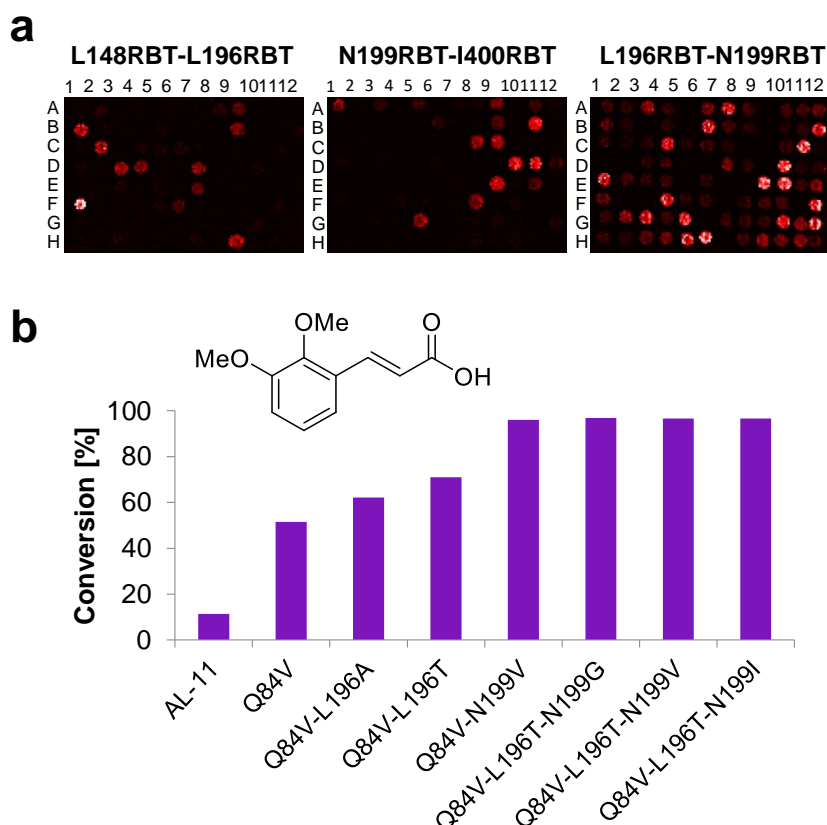 a
L148RBT-L196RBT N199RBT-I400RBT L196RBT-N199RBT
1 2 3 4 5 6 7 8 9 10 11 12 1 2 3 4 5 6 7 8 9 10 11 12 1 2 3 4 5 6 7 8 9 10 11 12
A A A
B B B
C C C
D D D
E E E
F F F
G G G
H H H
b
OMe O
MeO
OH
100
80
60
40
20
0
Conversion [%]
AL-11 Q84V Q84V-L196A Q84V-L196T Q84V-N199V Q84V-L196T-N199G Q84V-L196T-N199V Q84V-L196T-N199I